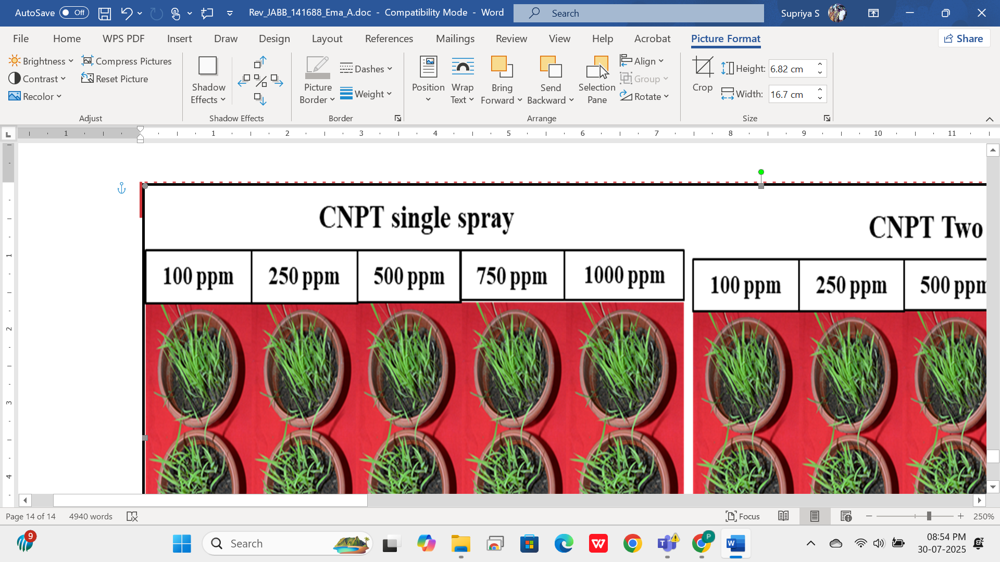 AutoSave Off Rev_JABB_141688_Ema_A.doc - Compatibility Mode - Word Search Supriya S
File Home WPS PDF Insert Draw Design Layout References Mailings Review View Help Acrobat Picture Format Share
Brightness Compress Pictures
Contrast Reset Picture
Recolor
Adjust
Shadow
Effects
Shadow Effects
Picture
Border
Dashes
Weight
Border
Position
Wrap
Text
Bring
Forward
Send
Backward
Selection
Pane
Align
Group
Rotate
Arrange
Crop
Height: 6.82 cm
Width: 16.7 cm
Size
1 1 2 3 4 5 6 7 8 9 10 11
1
2
3
4
CNPT single spray
100 ppm 250 ppm 500 ppm 750 ppm 1000 ppm
CNPT Two
100 ppm 250 ppm 500 ppm
Page 14 of 14 4940 words Focus 250%
9
Search
P
08:54 PM
30-07-2025